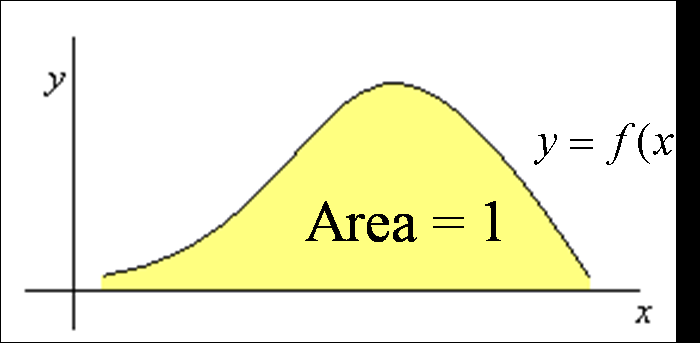 y
y = f(x
Area = 1
x